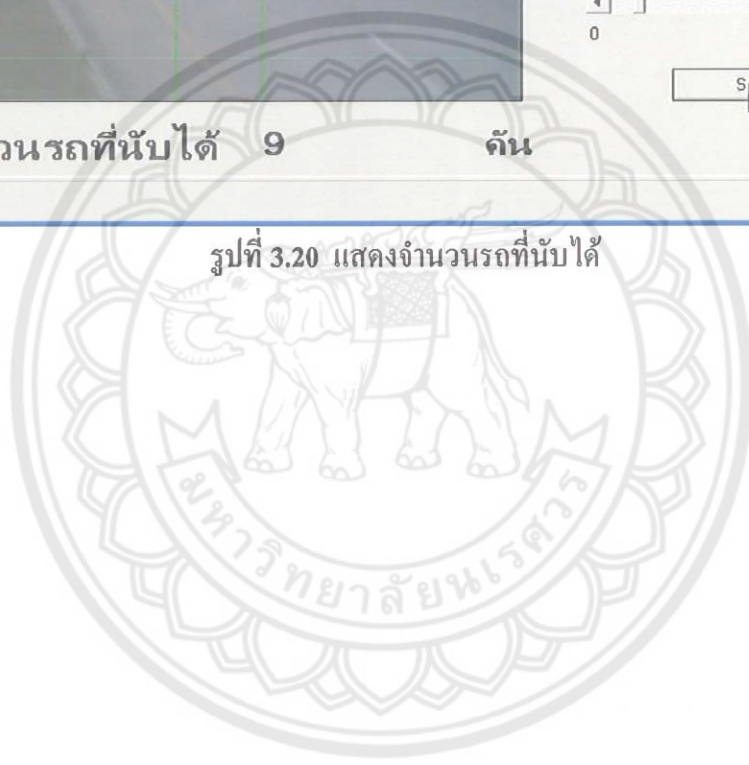 0
S
วนรถที่นับได้ 9 คัน
รูปที่ 3.20 แสดงจำนวนรถที่นับได้
มหาวิทยาลัยนเรศวร